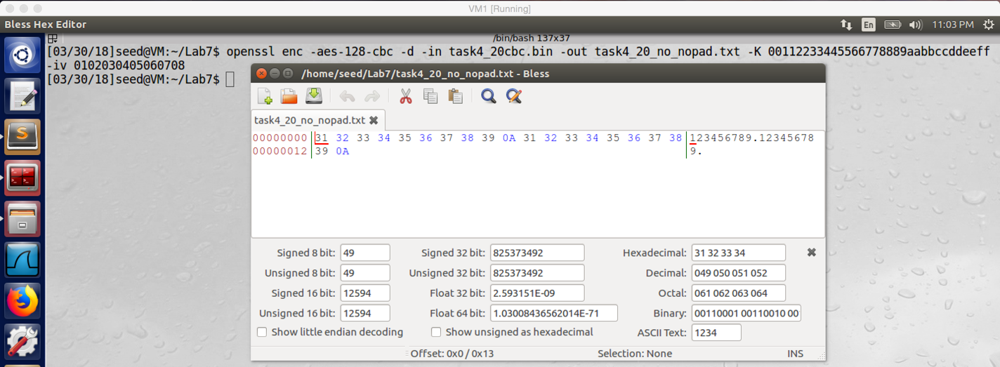 VM1 [Running]
Bless Hex Editor
En
11:03 PM
/bin/bash 137x37
[03/30/18]seed@VM:~/Lab7$ openssl enc -aes-128-cbc -d -in task4_20cbc.bin -out task4_20_no_nopad.txt -K 00112233445566778889aabbccddeeff
-iv 0102030405060708
[03/30/18]seed@VM:~/Lab7$
/home/seed/Lab7/task4_20_no_nopad.txt - Bless
task4_20_no_nopad.txt
00000000 31 32 33 34 35 36 37 38 39 0A 31 32 33 34 35 36 37 38 123456789.12345678
00000012 39 0A 9.
Signed 8 bit: 49 Signed 32 bit: 825373492 Hexadecimal: 31 32 33 34
Unsigned 8 bit: 49 Unsigned 32 bit: 825373492 Decimal: 049 050 051 052
Signed 16 bit: 12594 Float 32 bit: 2.593151E-09 Octal: 061 062 063 064
Unsigned 16 bit: 12594 Float 64 bit: 1.03008436562014E-71 Binary: 00110001 00110010 00
Show little endian decoding Show unsigned as hexadecimal ASCII Text: 1234
Offset: 0x0 / 0x13 Selection: None INS